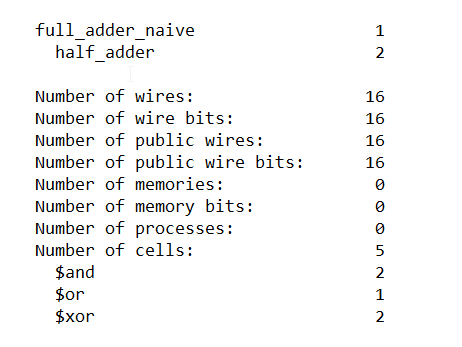 full_adder_naive 1
half_adder 2
Number of wires: 16
Number of wire bits: 16
Number of public wires: 16
Number of public wire bits: 16
Number of memories: 0
Number of memory bits: 0
Number of processes: 0
Number of cells: 5
$and 2
$or 1
$xor 2